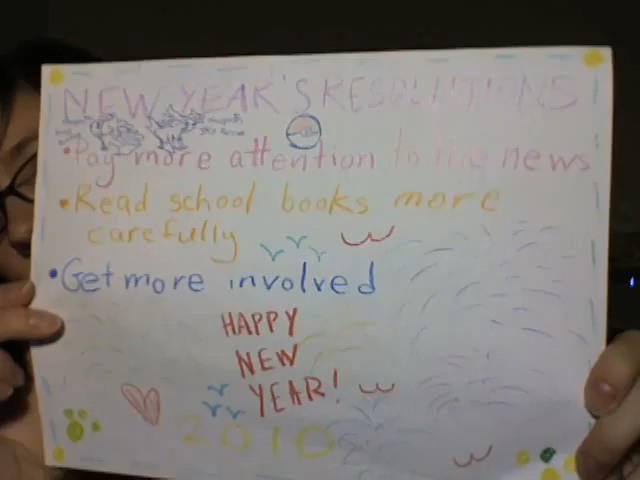 NEW YEAR'S RESOLUTIONS
•Pay more attention to the news
•Read school books more
carefully
•Get more involved
HAPPY
NEW
YEAR!
2010